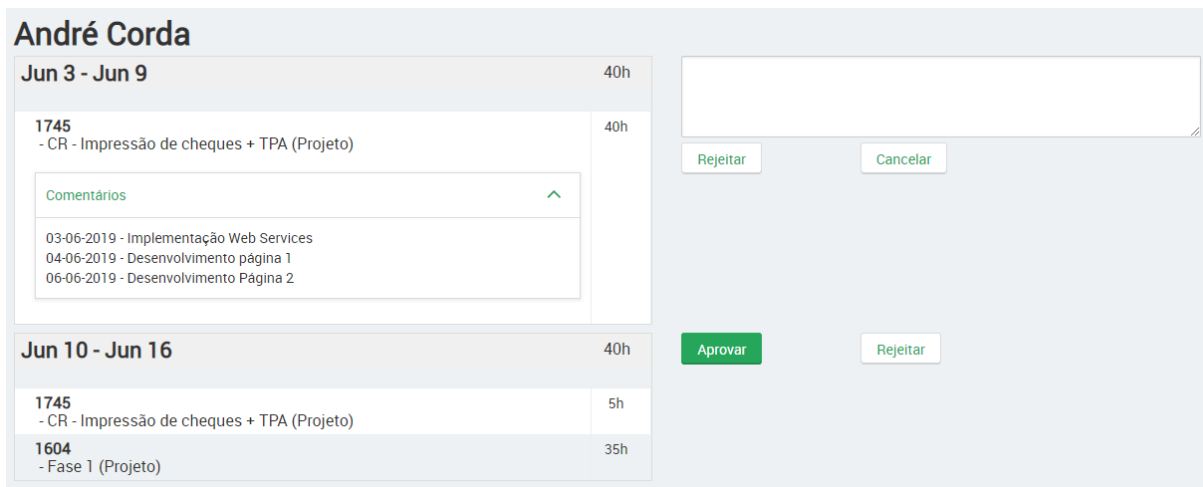 André Corda
Jun 3 - Jun 9
40h
1745
- CR - Impressão de cheques + TPA (Projeto)
40h
Comentários
03-06-2019 - Implementação Web Services
04-06-2019 - Desenvolvimento página 1
06-06-2019 - Desenvolvimento Página 2
Rejeitar
Cancelar
Jun 10 - Jun 16
40h
Aprovar
Rejeitar
1745
- CR - Impressão de cheques + TPA (Projeto)
5h
1604
- Fase 1 (Projeto)
35h